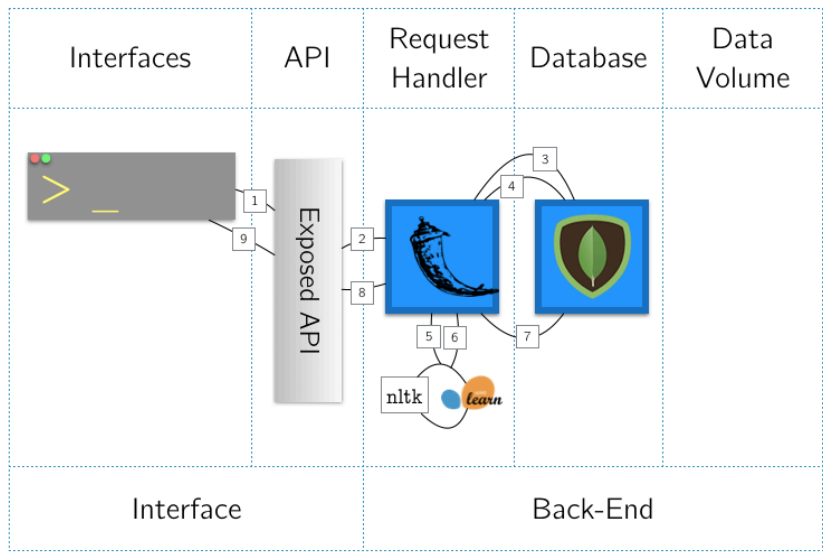 Interfaces
API
Request
Handler
Database
Data
Volume
> _
1
9
Exposed API
2
8
3
4
5
6
7
nltk
learn
Interface
Back-End